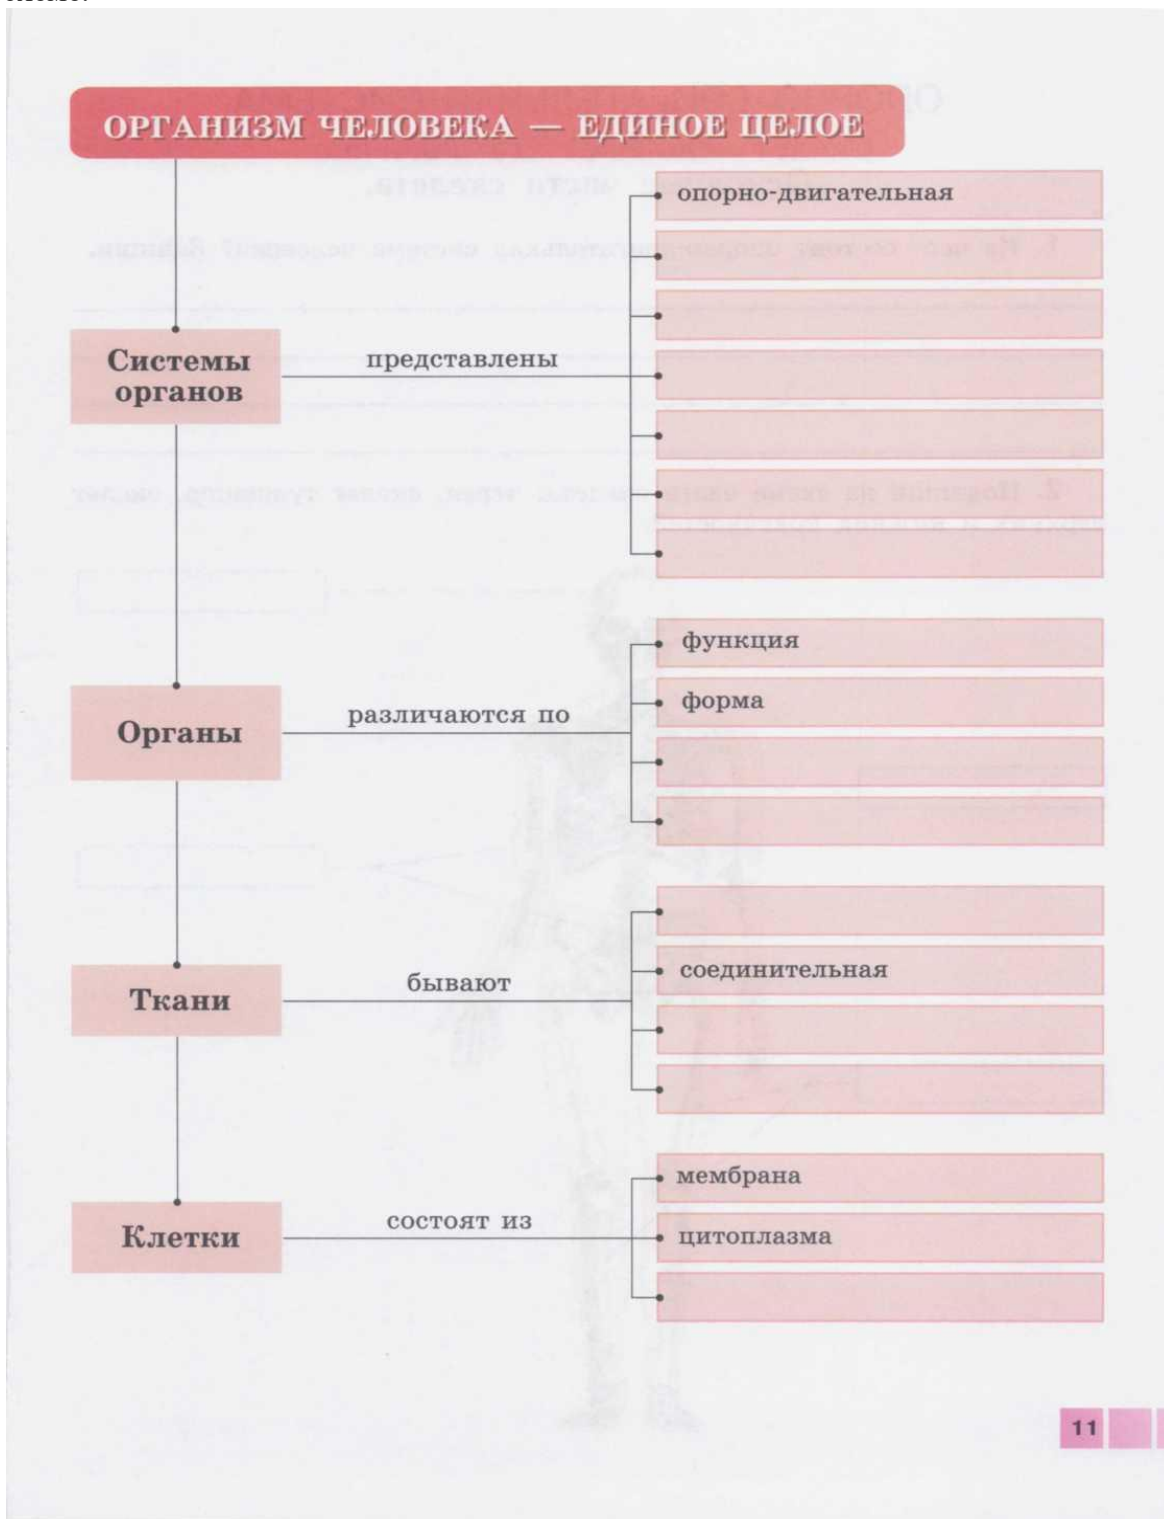 ОРГАНИЗМ ЧЕЛОВЕКА — ЕДИНОЕ ЦЕЛОЕ
Системы
органов
представлены
опорно-двигательная
Органы
различаются по
функция
форма
Ткани
бывают
соединительная
Клетки
состоят из
мембрана
цитоплазма
11